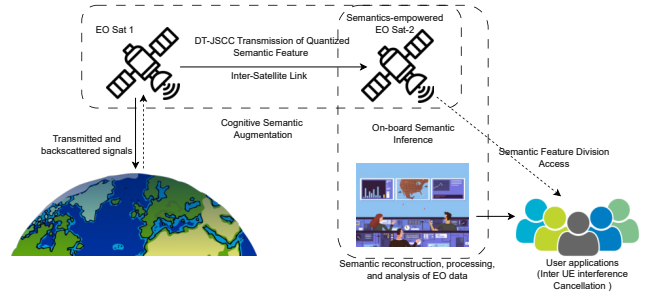 EO Sat 1
Semantics-empowered
EO Sat-2
DT-JSCC Transmission of Quantized
Semantic Feature
Inter-Satellite Link
Cognitive Semantic
Augmentation
On-board Semantic
Inference
Transmitted and
backscattered signals
Semantic Feature Division
Access
Semantic reconstruction, processing,
and analysis of EO data
User applications
(Inter UE interference
Cancellation )